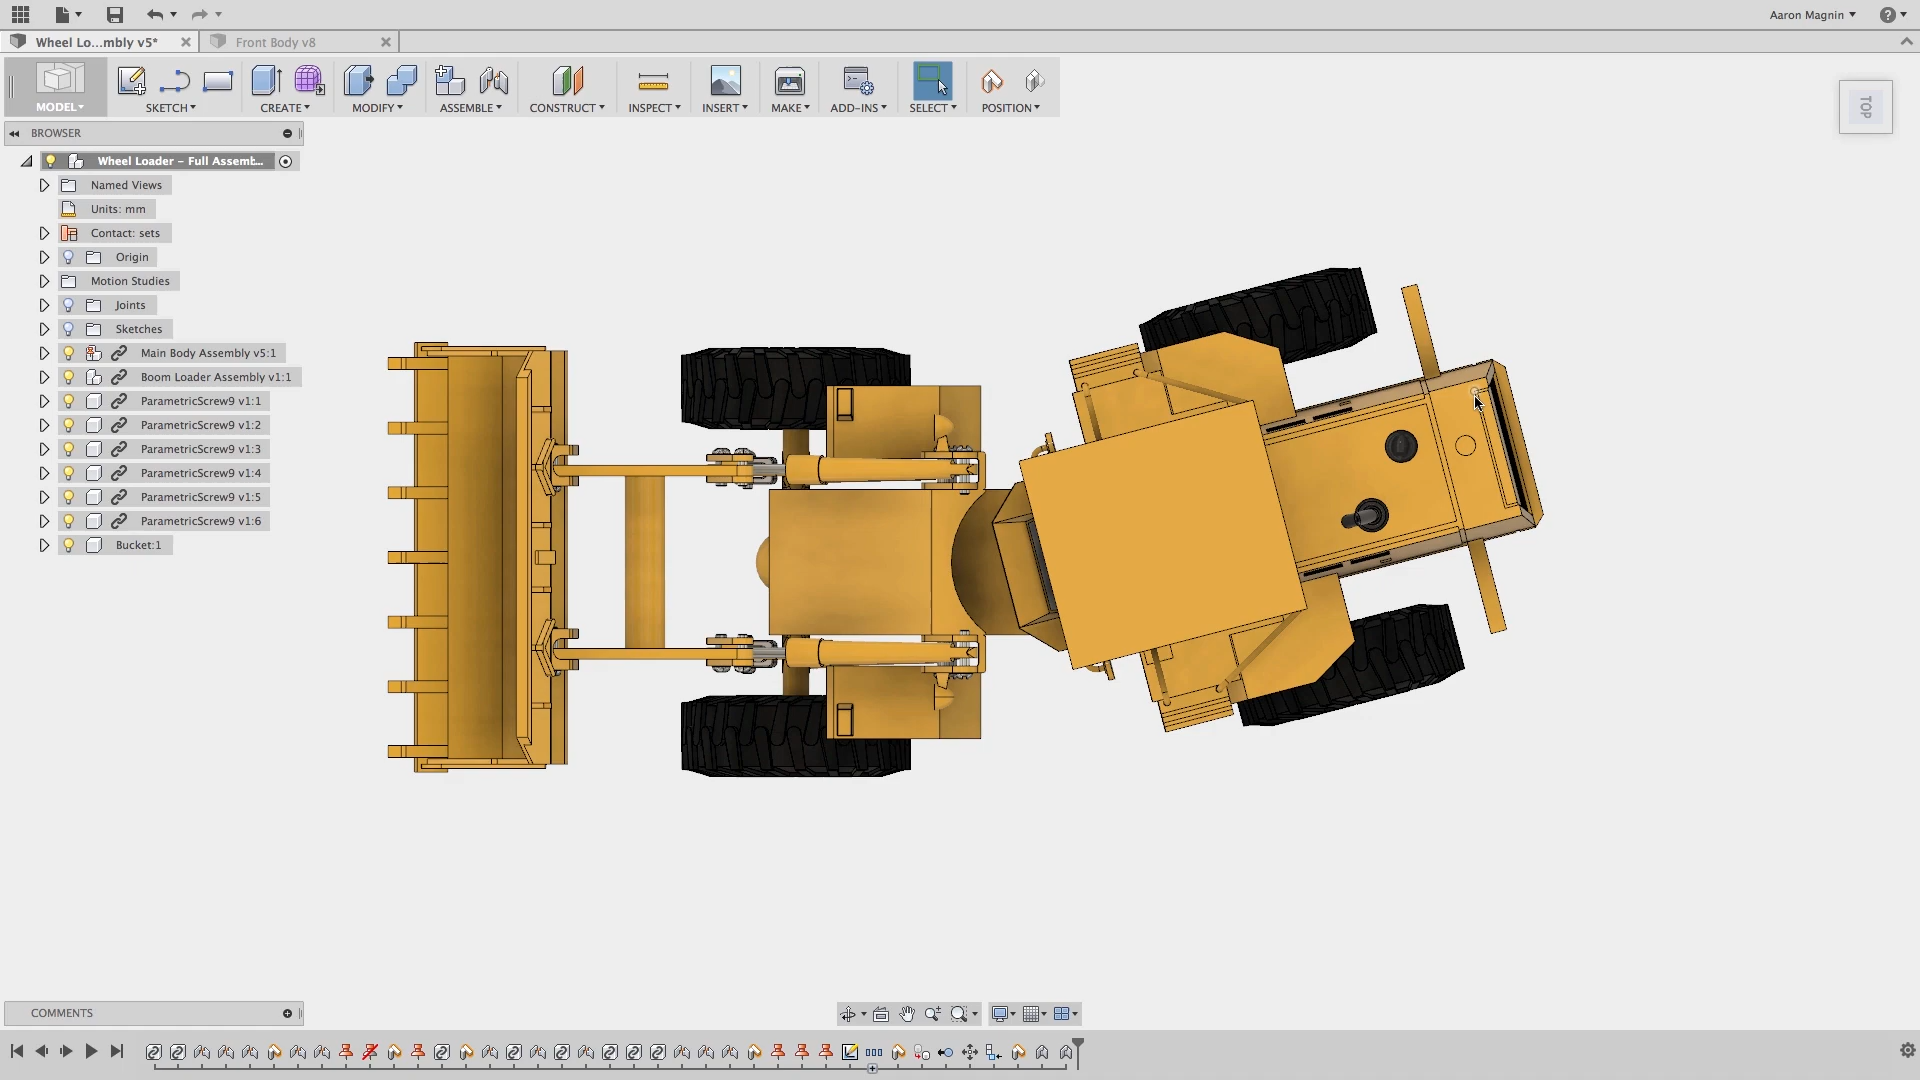 Aaron Magnin
?
Wheel Lo...mbly v5*
Front Body v8
MODEL
SKETCH
CREATE
MODIFY
ASSEMBLE
CONSTRUCT
INSPECT
INSERT
MAKE
ADD-INS
SELECT
POSITION
TOP
BROWSER
Wheel Loader - Full Assemt...
Named Views
Units: mm
Contact: sets
Origin
Motion Studies
Joints
Sketches
Main Body Assembly v5:1
Boom Loader Assembly v1:1
ParametricScrew9 v1:1
ParametricScrew9 v1:2
ParametricScrew9 v1:3
ParametricScrew9 v1:4
ParametricScrew9 v1:5
ParametricScrew9 v1:6
Bucket:1
COMMENTS